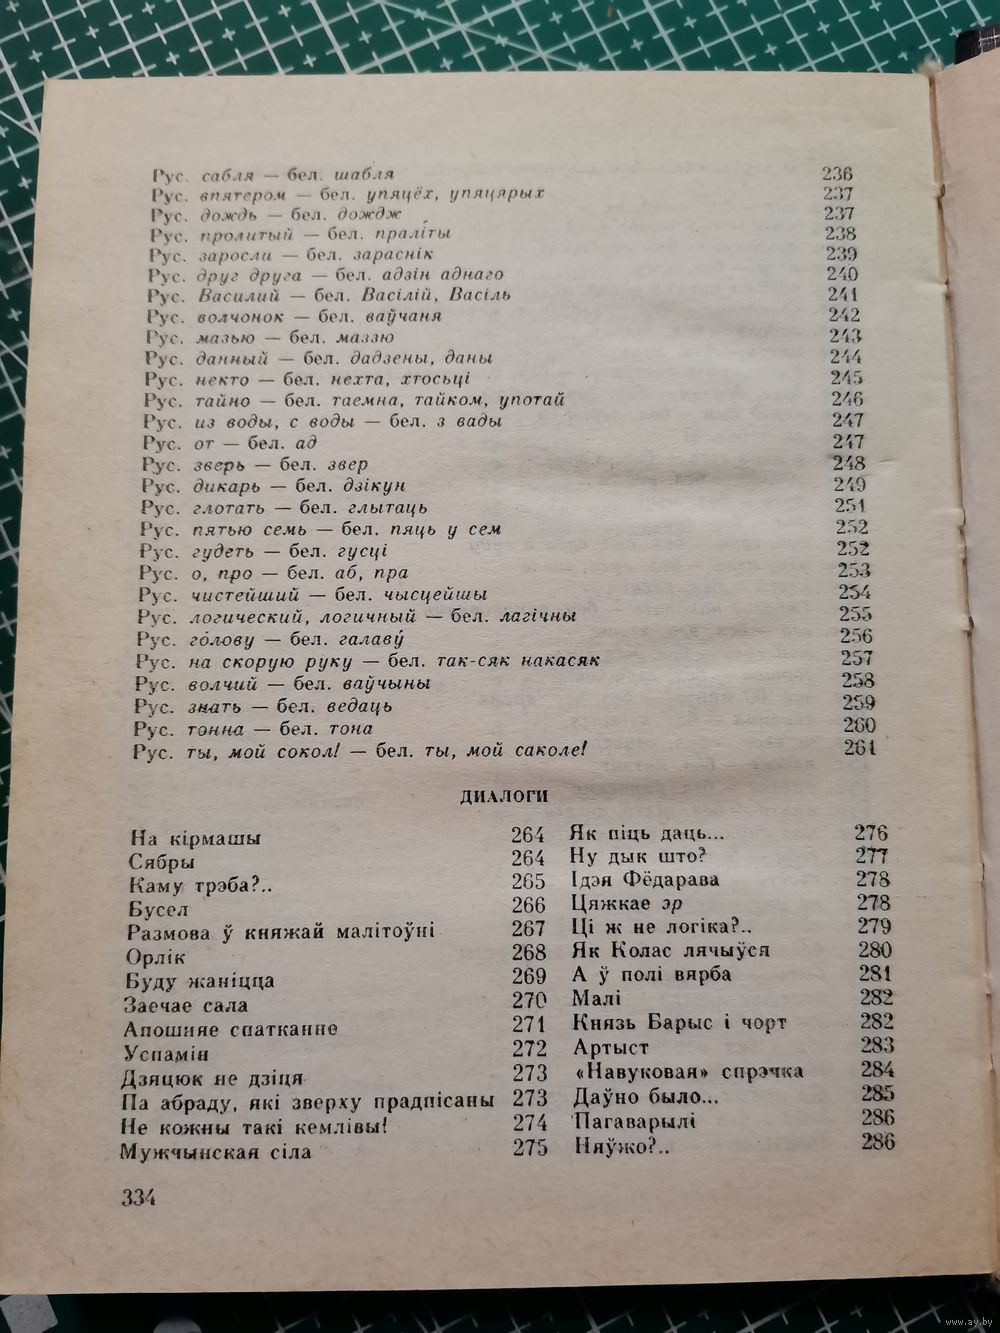 Рус. сабля — бел. шабля 236
Рус. впятером — бел. упяцёх, упяцярых 237
Рус. дождь — бел. дождж 237
Рус. пролитый — бел. праліты 238
Рус. заросли — бел. зараснік 239
Рус. друг друга — бел. адзін аднаго 240
Рус. Василий — бел. Васілій, Васіль 241
Рус. волчонок — бел. ваўчаня 242
Рус. мазью — бел. маззю 243
Рус. данный — бел. дадзены, даны 244
Рус. некто — бел. нехта, хтосьці 245
Рус. тайно — бел. таемна, тайком, употай 246
Рус. из воды, с воды — бел. з вады 247
Рус. от — бел. ад 247
Рус. зверь — бел. звер 248
Рус. дикарь — бел. дзікун 249
Рус. глотать — бел. глытаць 251
Рус. пятью семь — бел. пяць у сем 252
Рус. гудеть — бел. гусці 252
Рус. о, про — бел. аб, пра 253
Рус. чистейший — бел. чысцейшы 254
Рус. логический, логичный — бел. лагічны 255
Рус. го́лову — бел. галаву́ 256
Рус. на скорую руку — бел. так-сяк накасяк 257
Рус. волчий — бел. ваўчыны 258
Рус. знать — бел. ведаць 259
Рус. тонна — бел. тона 260
Рус. ты, мой сокол! — бел. ты, мой саколе! 261
ДИАЛОГИ
На кірмашы 264
Сябры 264
Каму трэба?.. 265
Бусел 266
Размова ў княжай малітоўні 267
Орлік 268
Буду жаніцца 269
Заечае сала 270
Апошняе спатканне 271
Успамін 272
Дзяцюк не дзіця 273
Па абраду, які зверху прадпісаны 273
Не кожны такі кемлівы! 274
Мужчынская сіла 275
Як піць даць... 276
Ну дык што? 277
Ідэя Фёдарава 278
Цяжкае эр 278
Ці ж не логіка?.. 279
Як Колас лячыўся 280
А ў полі вярба 281
Малі 282
Князь Барыс і чорт 282
Артыст 283
«Навуковая» спрэчка 284
Даўно было... 285
Пагаварылі 286
Няўжо?.. 286
334
www.ay.by